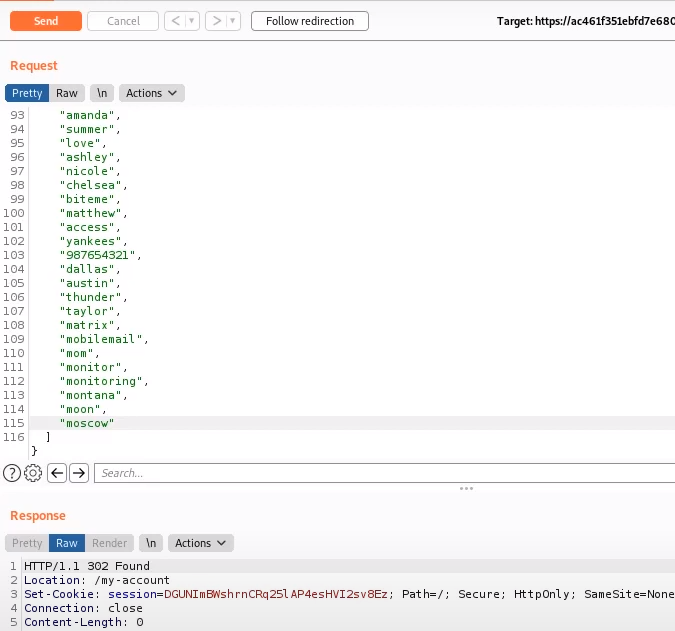 Send Cancel < > Follow redirection Target: https://ac461f351ebfd7e680
Request
Pretty Raw \n Actions
93 "amanda",
94 "summer",
95 "love",
96 "ashley",
97 "nicole",
98 "chelsea",
99 "biteme",
100 "matthew",
101 "access",
102 "yankees",
103 "987654321",
104 "dallas",
105 "austin",
106 "thunder",
107 "taylor",
108 "matrix",
109 "mobilemail",
110 "mom",
111 "monitor",
112 "monitoring",
113 "montana",
114 "moon",
115 "moscow"
116 ]
}
? Search...
Response
Pretty Raw Render \n Actions
1 HTTP/1.1 302 Found
2 Location: /my-account
3 Set-Cookie: session=DGUNImBWshrnCRq25lAP4esHVI2sv8Ez; Path=/; Secure; HttpOnly; SameSite=None
4 Connection: close
5 Content-Length: 0